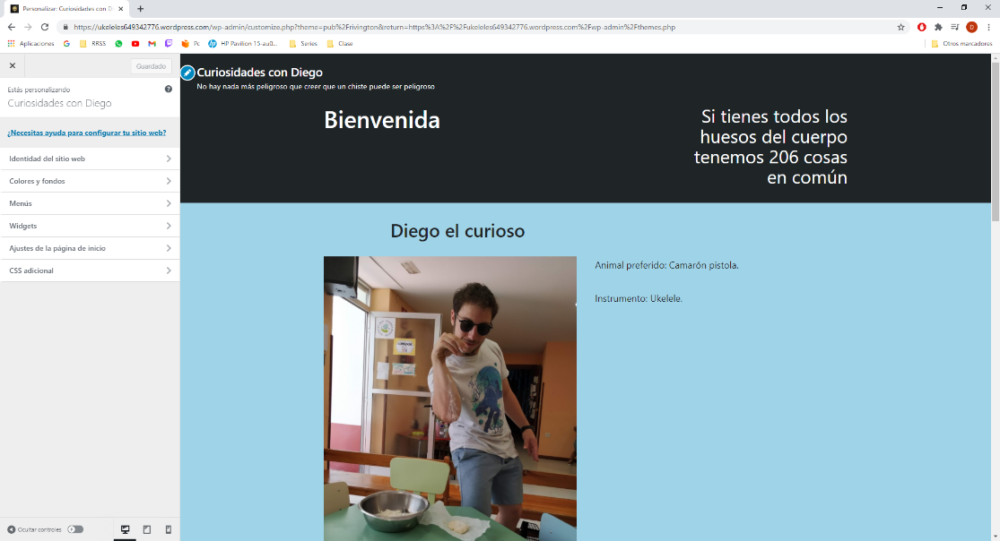 Personalizar: Curiosidades con D
https://ukeleles649342776.wordpress.com/wp-admin/customize.php?theme=pub%2Frivington&return=https%3A%2F%2Fukeleles649342776.wordpress.com%2Fwp-admin%2Fthemes.php
D
Aplicaciones
RRSS
Pc
HP Pavilion 15-au0...
Series
Clase
Otros marcadores
Guardado
Estás personalizando
Curiosidades con Diego
¿Necesitas ayuda para configurar tu sitio web?
Identidad del sitio web
Colores y fondos
Menús
Widgets
Ajustes de la página de inicio
CSS adicional
Ocultar controles
Curiosidades con Diego
No hay nada más peligroso que creer que un chiste puede ser peligroso
Bienvenida
Si tienes todos los
huesos del cuerpo
tenemos 206 cosas
en común
Diego el curioso
Animal preferido: Camarón pistola.
Instrumento: Ukelele.